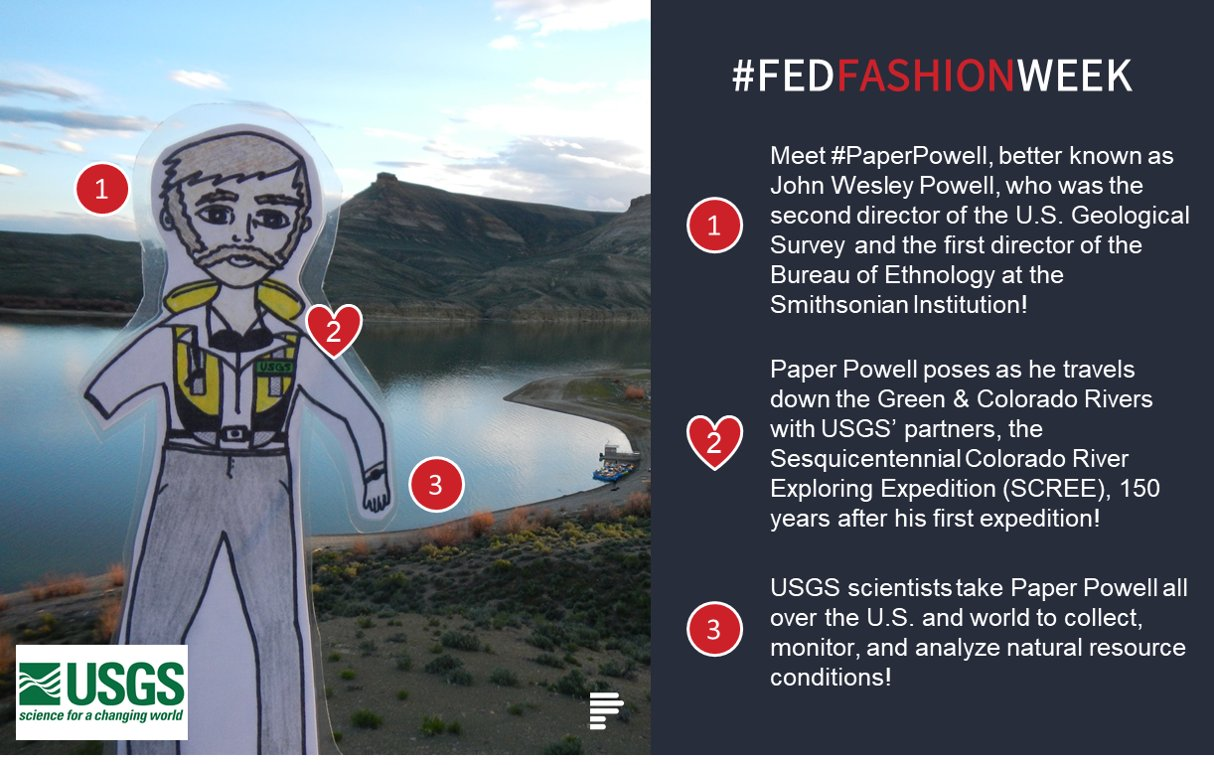 #FEDFASHIONWEEK
1
2
3
USGS
USGS
science for a changing world
1
Meet #PaperPowell, better known as
John Wesley Powell, who was the
second director of the U.S. Geological
Survey and the first director of the
Bureau of Ethnology at the
Smithsonian Institution!
2
Paper Powell poses as he travels
down the Green & Colorado Rivers
with USGS' partners, the
Sesquicentennial Colorado River
Exploring Expedition (SCREE), 150
years after his first expedition!
3
USGS scientists take Paper Powell all
over the U.S. and world to collect,
monitor, and analyze natural resource
conditions!